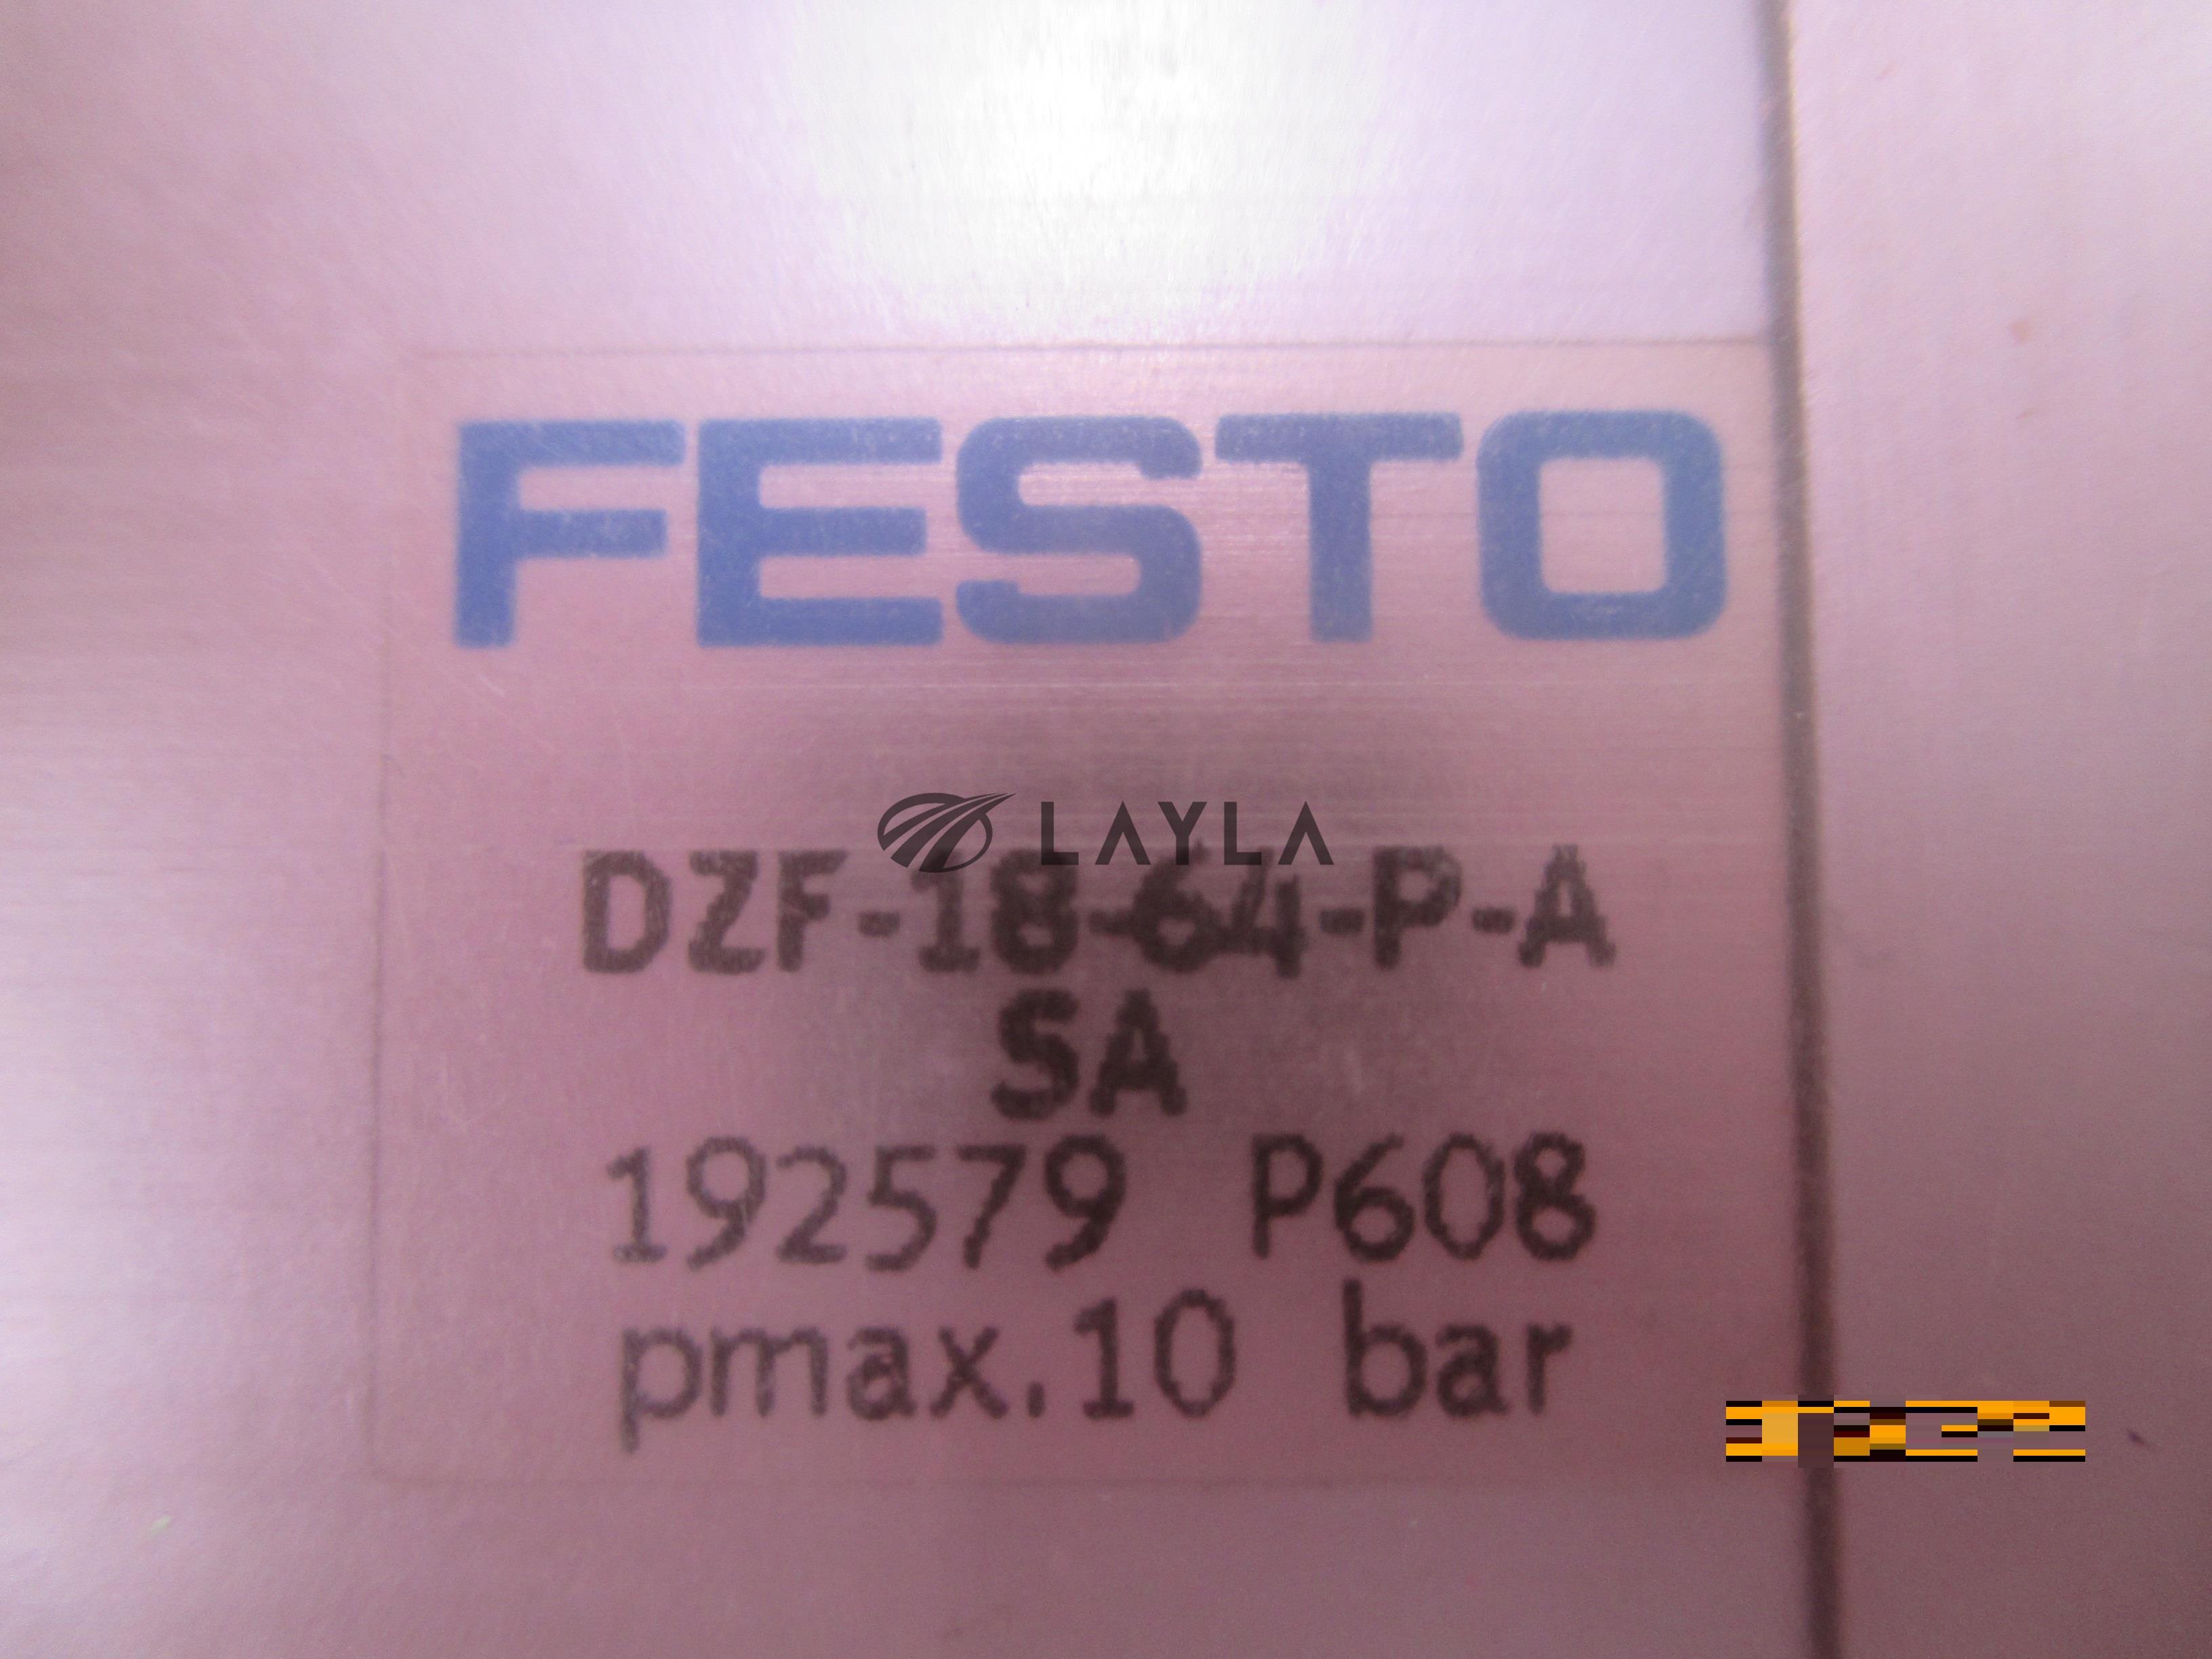 FESTO
LAYLA
DZF-18-64-P-A
SA
192579 P608
pmax.10 bar